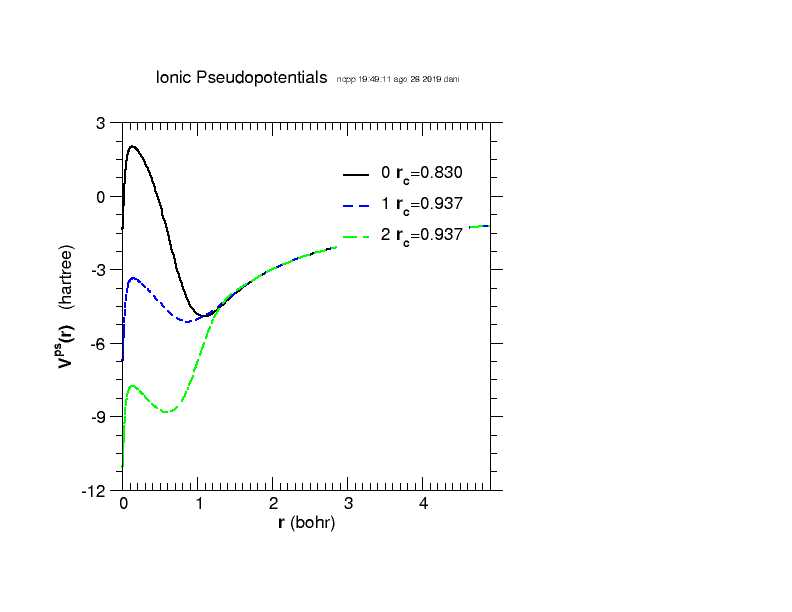 Ionic Pseudopotentials ncpp 19:49:11 ago 26 2019 dani
3
0
-3
-6
-9
-12
V^ps(r) (hartree)
0 r_c=0.830
1 r_c=0.937
2 r_c=0.937
0 1 2 3 4
r (bohr)